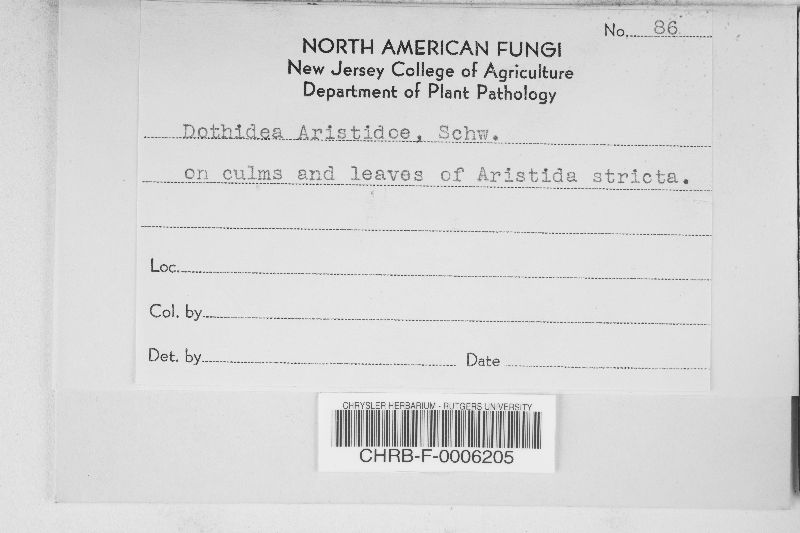 No. 86
NORTH AMERICAN FUNGI
New Jersey College of Agriculture
Department of Plant Pathology
Dothidea Aristidoe, Schw.
on culms and leaves of Aristida stricta.
Loc.
Col. by
Det. by Date
CHRYSLER HERBARIUM - RUTGERS UNIVERSITY
CHRB-F-0006205